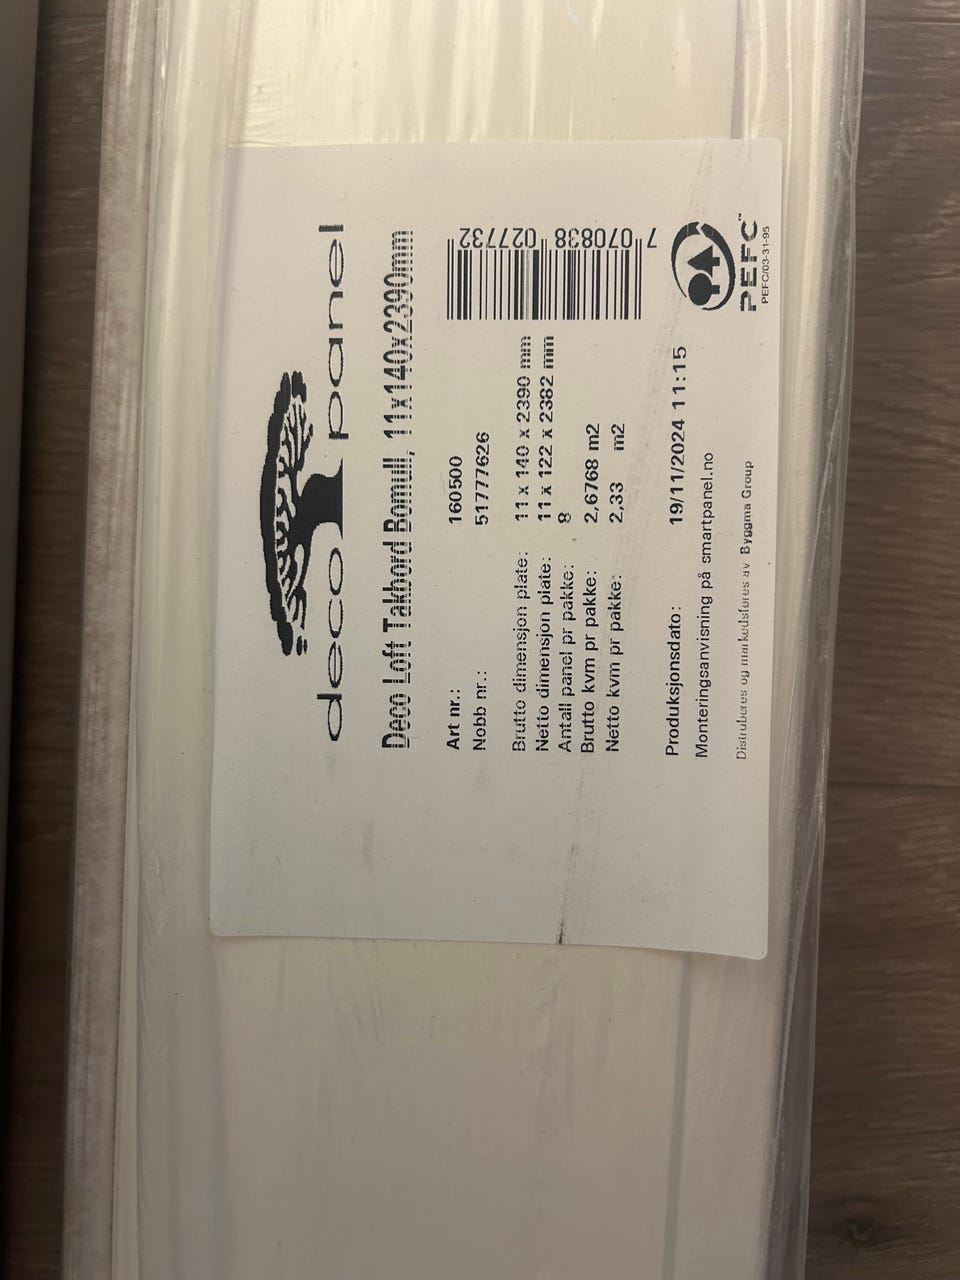 deco panel
Deco Loft Takbord Bomull, 11x140x2390mm
Art nr.: 160500
Nobb nr.: 51777626
Brutto dimensjon plate: 11 x 140 x 2390 mm
Netto dimensjon plate: 11 x 122 x 2382 mm
Antall panel pr pakke: 8
Brutto kvm pr pakke: 2,6768 m2
Netto kvm pr pakke: 2,33 m2
7 070838 027732
Produksjonsdato: 19/11/2024 11:15
Monteringsanvisning på smartpanel.no
Distruberes og markedsføres av Byggma Group
PEFC™
PEFC/03-31-95